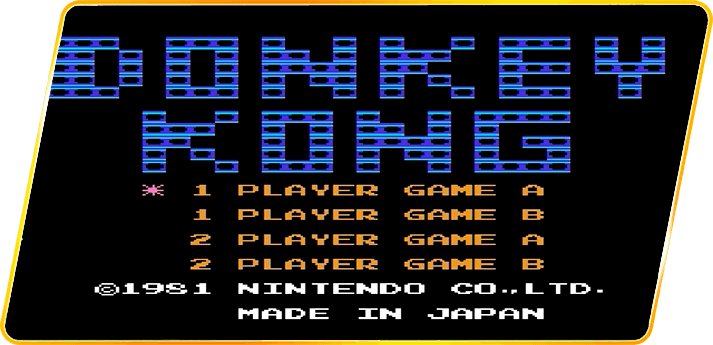 DONKEY
KONG
* 1 PLAYER GAME A
1 PLAYER GAME B
2 PLAYER GAME A
2 PLAYER GAME B
©1981 NINTENDO CO.,LTD.
MADE IN JAPAN